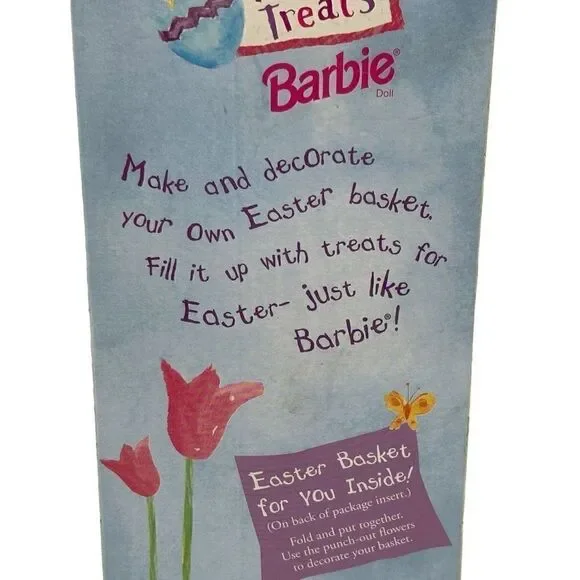 Treats
Barbie®
Doll
Make and decorate
your Own Easter basket.
Fill it up with treats for
Easter- just like
Barbie®!
Easter Basket
for You Inside!
(On back of package insert.)
Fold and put together.
Use the punch-out flowers
to decorate your basket.